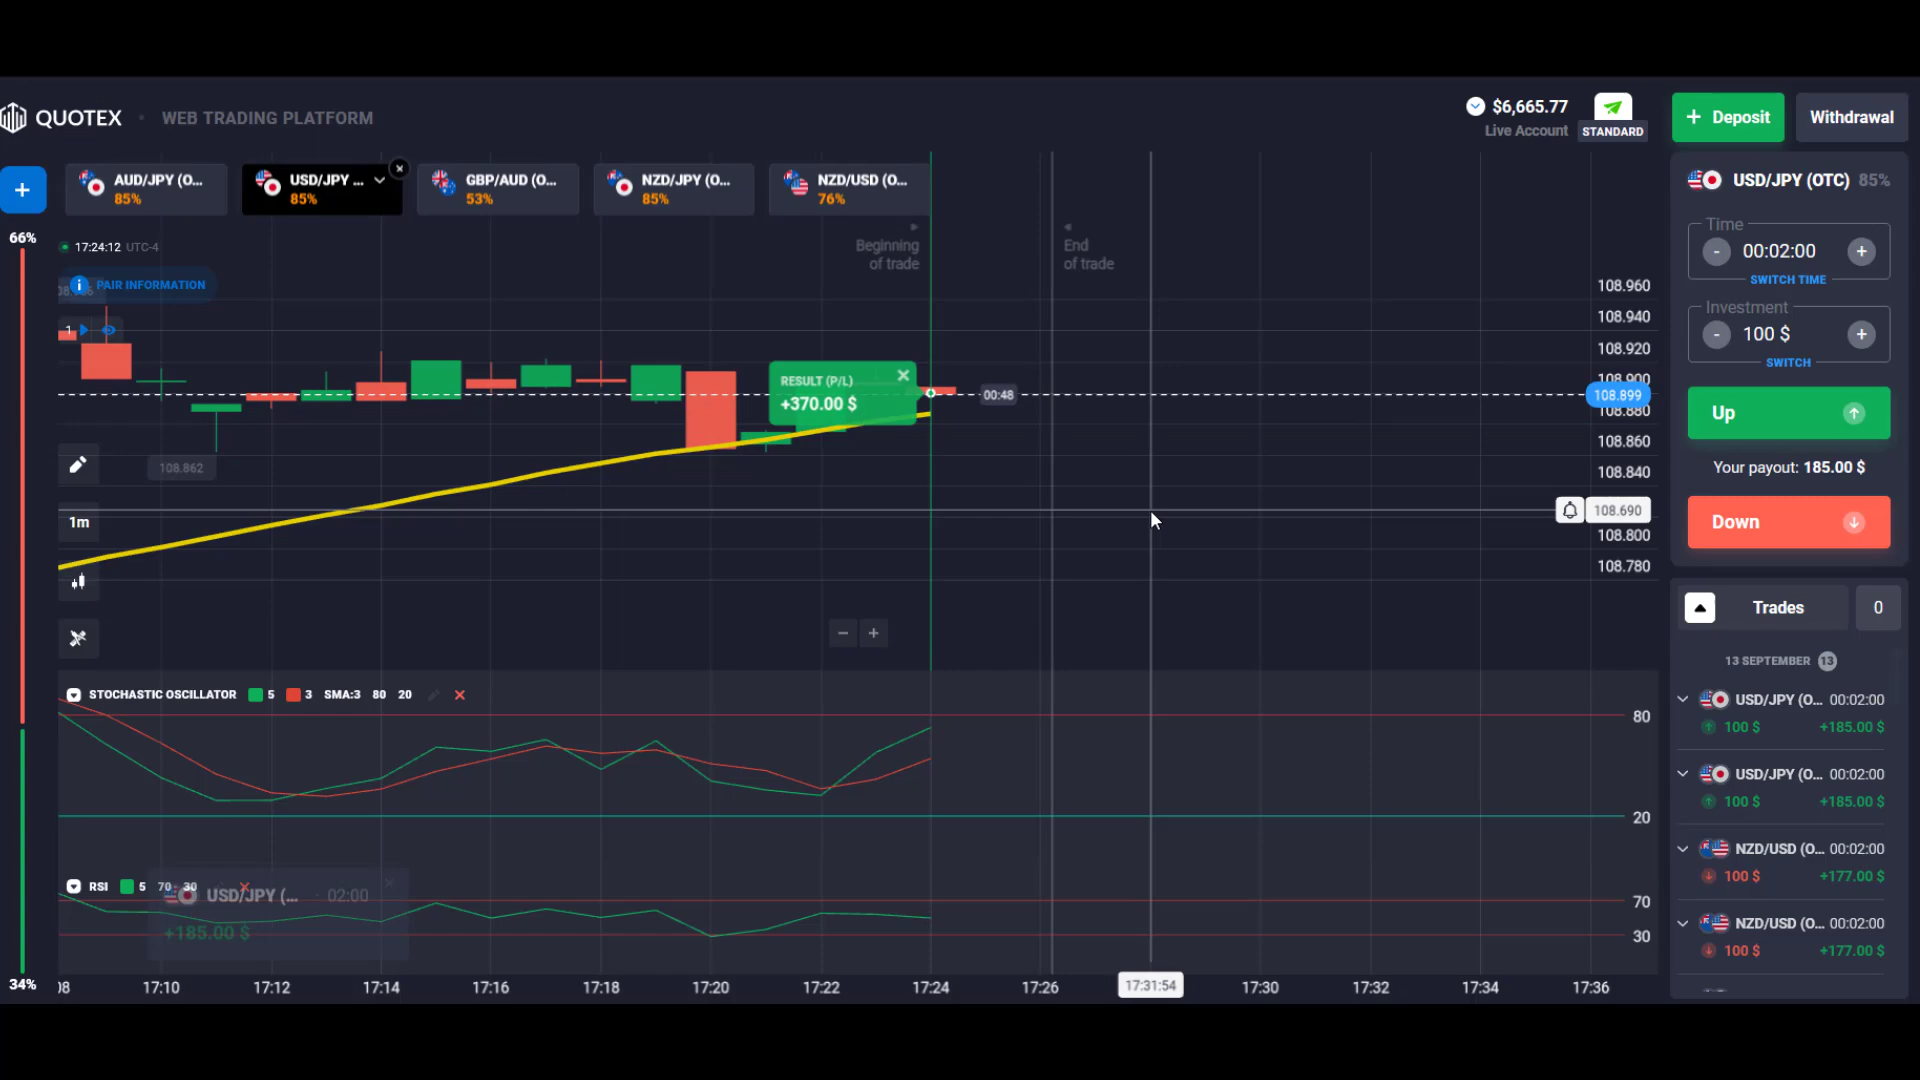 QUOTEX
WEB TRADING PLATFORM
$6,665.77
Live Account
STANDARD
+ Deposit
Withdrawal
+
AUD/JPY (O...
85%
USD/JPY ...
85%
GBP/AUD (O...
53%
NZD/JPY (O...
85%
NZD/USD (O...
76%
66%
17:24:12 UTC-4
PAIR INFORMATION
1
Beginning
of trade
End
of trade
RESULT (P/L)
+370.00 $
00:48
108.862
1m
108.960
108.940
108.920
108.900
108.899
108.880
108.860
108.840
108.690
108.800
108.780
STOCHASTIC OSCILLATOR 5 3 SMA:3 80 20
80
20
RSI 5 70 30
USD/JPY (... 02:00
+185.00 $
70
30
34%
17:10 17:12 17:14 17:16 17:18 17:20 17:22 17:24 17:26 17:31:54 17:30 17:32 17:34 17:36
USD/JPY (OTC) 85%
Time
- 00:02:00 +
SWITCH TIME
Investment
- 100 $ +
SWITCH
Up
Your payout: 185.00 $
Down
Trades 0
13 SEPTEMBER 13
USD/JPY (O... 00:02:00
100 $ +185.00 $
USD/JPY (O... 00:02:00
100 $ +185.00 $
NZD/USD (O... 00:02:00
100 $ +177.00 $
NZD/USD (O... 00:02:00
100 $ +177.00 $